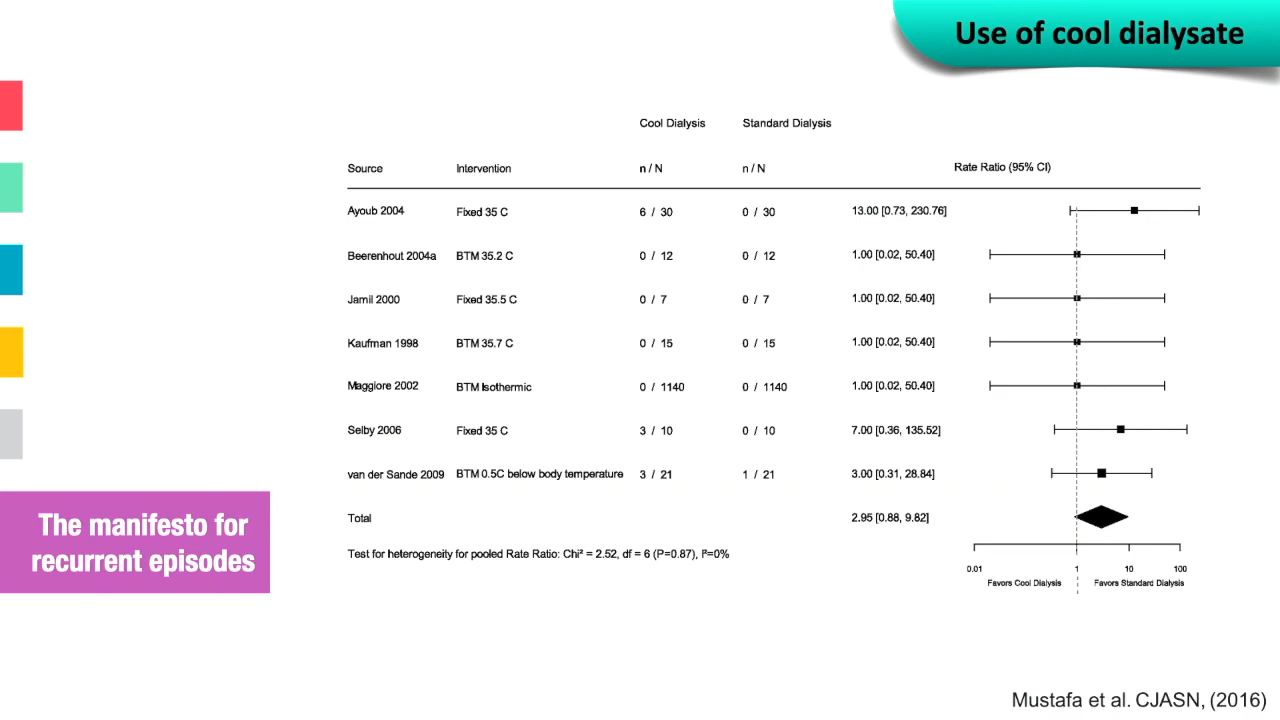 Use of cool dialysate
Cool Dialysis Standard Dialysis
Source Intervention n / N n / N Rate Ratio (95% CI)
Ayoub 2004 Fixed 35 C 6 / 30 0 / 30 13.00 [0.73, 230.76]
Beerenhout 2004a BTM 35.2 C 0 / 12 0 / 12 1.00 [0.02, 50.40]
Jamil 2000 Fixed 35.5 C 0 / 7 0 / 7 1.00 [0.02, 50.40]
Kaufman 1998 BTM 35.7 C 0 / 15 0 / 15 1.00 [0.02, 50.40]
Maggiore 2002 BTM Isothermic 0 / 1140 0 / 1140 1.00 [0.02, 50.40]
Selby 2006 Fixed 35 C 3 / 10 0 / 10 7.00 [0.36, 135.52]
van der Sande 2009 BTM 0.5C below body temperature 3 / 21 1 / 21 3.00 [0.31, 28.84]
Total 2.95 [0.88, 9.82]
Test for heterogeneity for pooled Rate Ratio: Chi² = 2.52, df = 6 (P=0.87), I²=0%
0.01 1 10 100
Favors Cool Dialysis Favors Standard Dialysis
The manifesto for
recurrent episodes
Mustafa et al. CJASN, (2016)